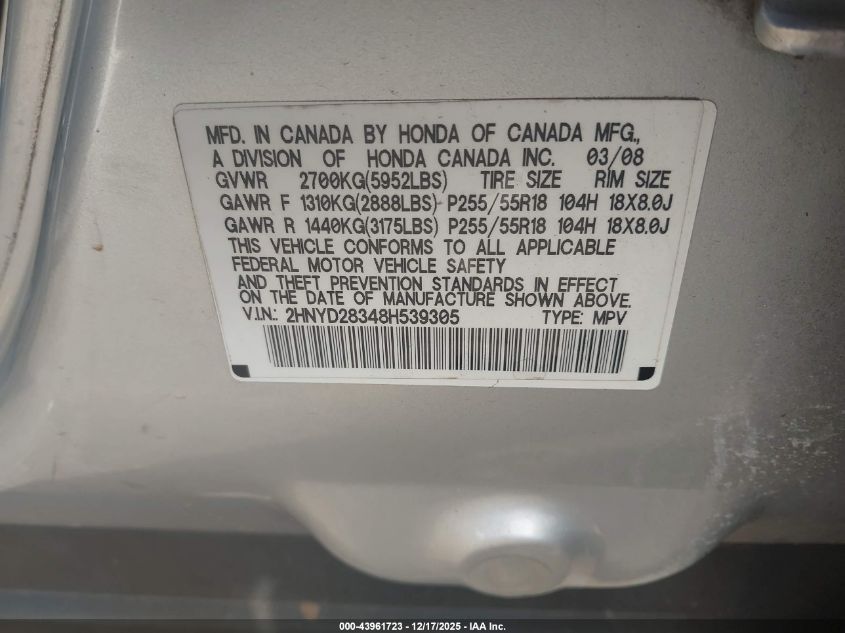 MFD. IN CANADA BY HONDA OF CANADA MFG.,
A DIVISION OF HONDA CANADA INC. 03/08
GVWR 2700KG(5952LBS) TIRE SIZE RIM SIZE
GAWR F 1310KG(2888LBS) P255/55R18 104H 18X8.0J
GAWR R 1440KG(3175LBS) P255/55R18 104H 18X8.0J
THIS VEHICLE CONFORMS TO ALL APPLICABLE
FEDERAL MOTOR VEHICLE SAFETY
AND THEFT PREVENTION STANDARDS IN EFFECT
ON THE DATE OF MANUFACTURE SHOWN ABOVE.
V.I.N.: 2HNYD28348H539305 TYPE: MPV
000-43961723 - 12/17/2025 - IAA Inc.